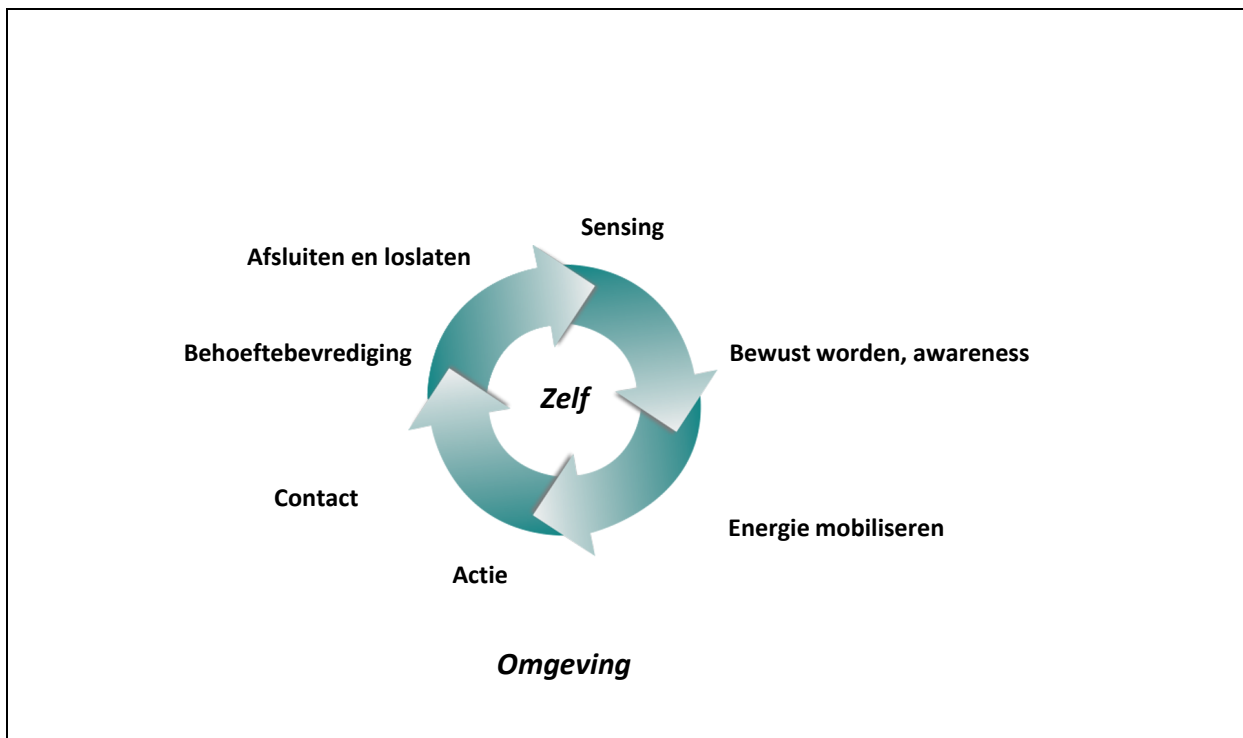 Sensing
Afsluiten en loslaten
Behoeftebevrediging
Bewust worden, awareness
Zelf
Contact
Energie mobiliseren
Actie
Omgeving